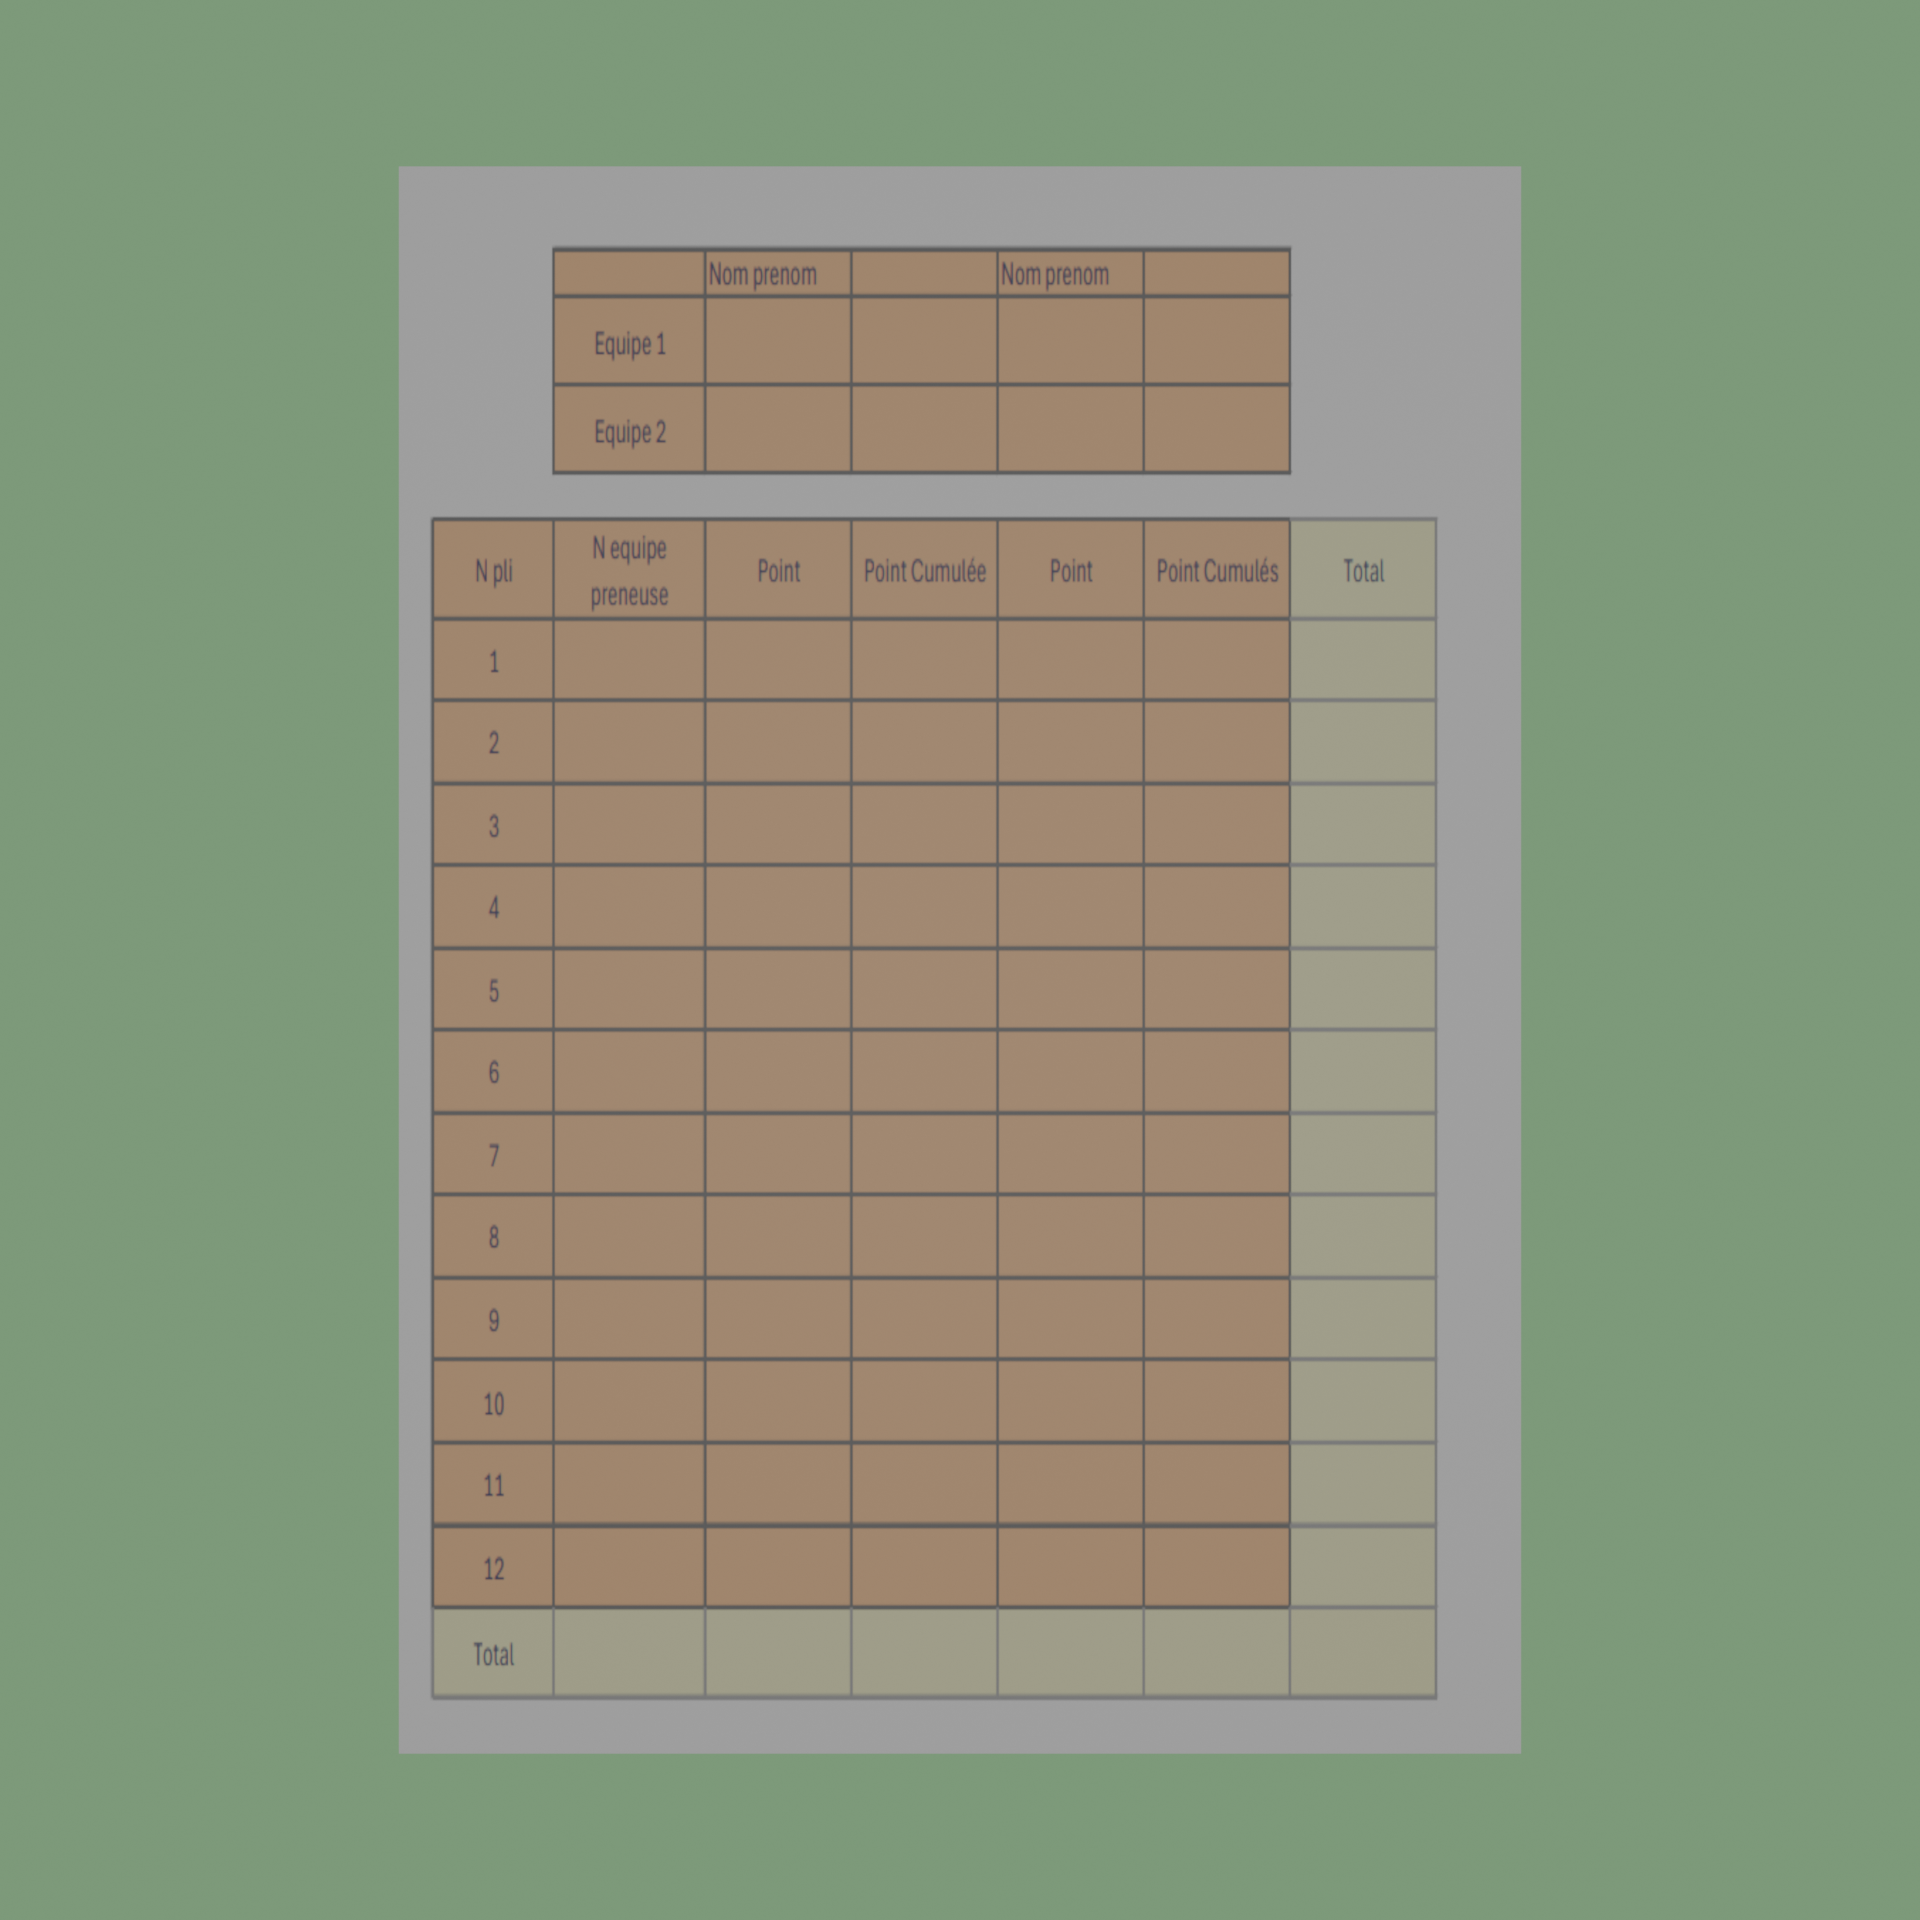 Nom prenom Nom prenom
Equipe 1
Equipe 2
N pli N equipe preneuse Point Point Cumulée Point Point Cumulés Total
1
2
3
4
5
6
7
8
9
10
11
12
Total